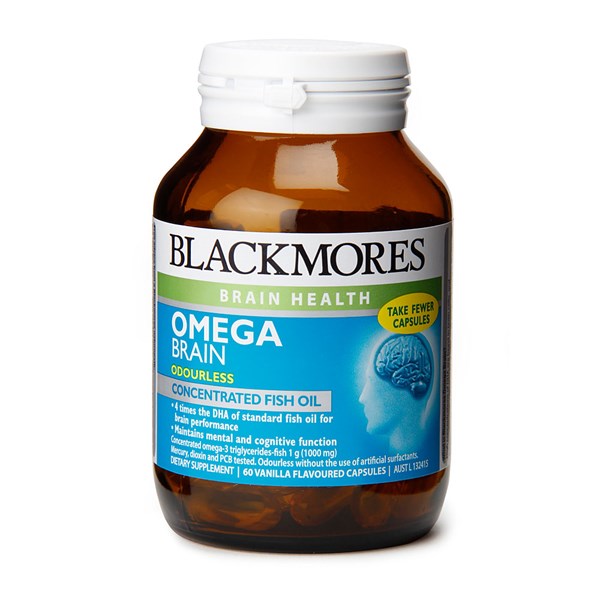 BLACKMORES
BRAIN HEALTH
TAKE FEWER
CAPSULES
OMEGA
BRAIN
ODOURLESS
CONCENTRATED FISH OIL
• 4 times the DHA of standard fish oil for
brain performance
• Maintains mental and cognitive function
Concentrated omega-3 triglycerides-fish 1 g (1000 mg)
Mercury, dioxin and PCB tested. Odourless without the use of artificial surfactants.
DIETARY SUPPLEMENT | 60 VANILLA FLAVOURED CAPSULES | AUST L 132415